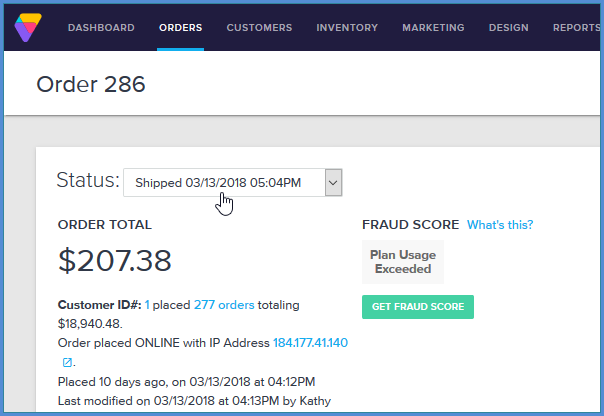 DASHBOARD ORDERS CUSTOMERS INVENTORY MARKETING DESIGN REPORTS
Order 286
Status: Shipped 03/13/2018 05:04PM
ORDER TOTAL
$207.38
Customer ID#: 1 placed 277 orders totaling
$18,940.48.
Order placed ONLINE with IP Address 184.177.41.140
.
Placed 10 days ago, on 03/13/2018 at 04:12PM
Last modified on 03/13/2018 at 04:13PM by Kathy
FRAUD SCORE What's this?
Plan Usage
Exceeded
GET FRAUD SCORE